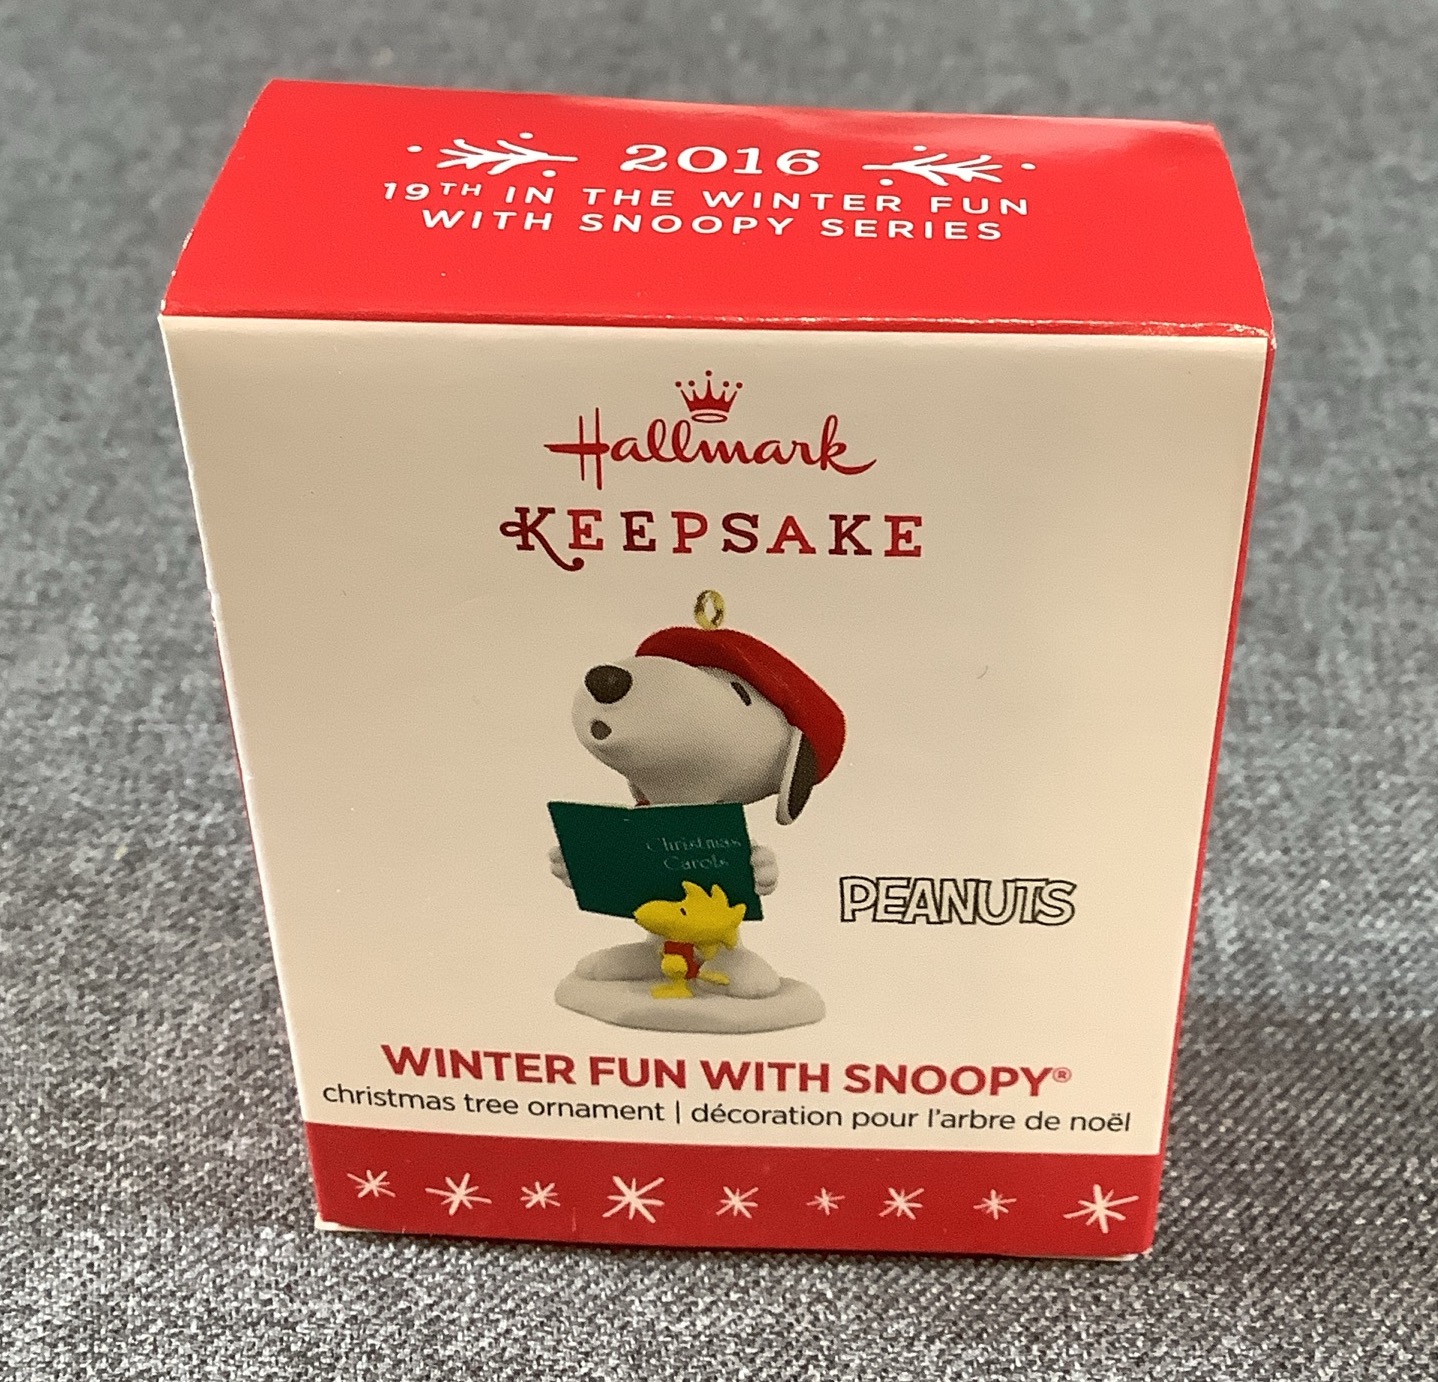 2016
19TH IN THE WINTER FUN
WITH SNOOPY SERIES
Hallmark
KEEPSAKE
Christmas
Carols
PEANUTS
WINTER FUN WITH SNOOPY®
christmas tree ornament | décoration pour l'arbre de noël